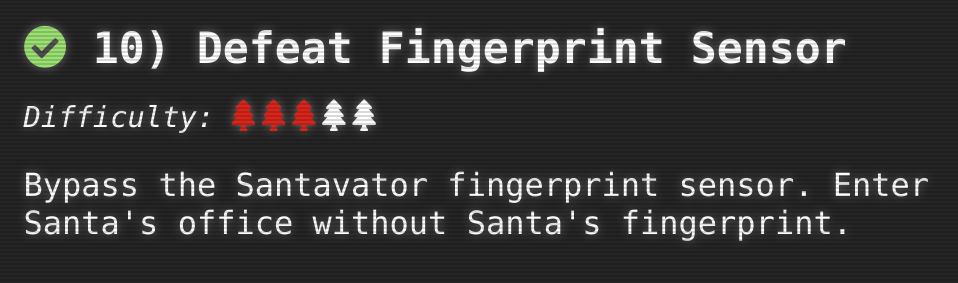 10) Defeat Fingerprint Sensor
Difficulty:
Bypass the Santavator fingerprint sensor. Enter
Santa's office without Santa's fingerprint.